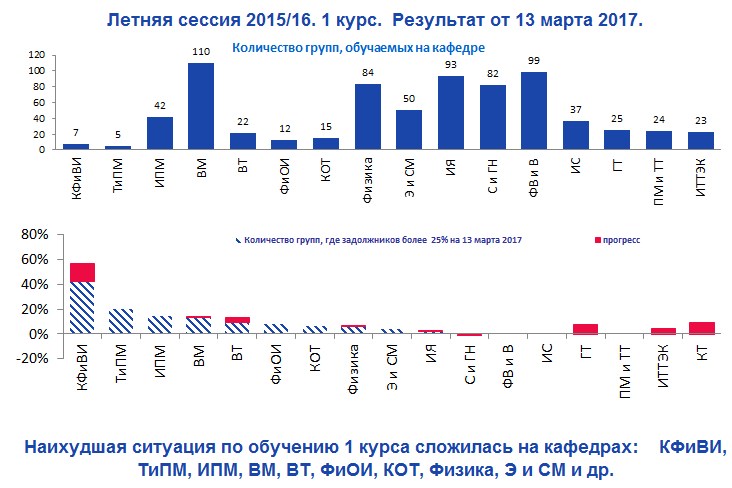 Летняя сессия 2015/16. 1 курс. Результат от 13 марта 2017.
Количество групп, обучаемых на кафедре
120
100
80
60
40
20
0
7
5
42
110
22
12
15
84
50
93
82
99
37
25
24
23
КФиВИ
ТиПМ
ИПМ
ВМ
ВТ
ФиОИ
КОТ
Физика
Э и СМ
ИЯ
С и ГН
ФВ и В
ИС
ГТ
ПМ и ТТ
ИТТЭК
80%
60%
40%
20%
0%
-20%
Количество групп, где задолжников более 25% на 13 марта 2017
прогресс
КФиВИ
ТиПМ
ИПМ
ВМ
ВТ
ФиОИ
КОТ
Физика
Э и СМ
ИЯ
С и ГН
ФВ и В
ИС
ГТ
ПМ и ТТ
ИТТЭК
КТ
Наихудшая ситуация по обучению 1 курса сложилась на кафедрах: КФиВИ,
ТиПМ, ИПМ, ВМ, ВТ, ФиОИ, КОТ, Физика, Э и СМ и др.